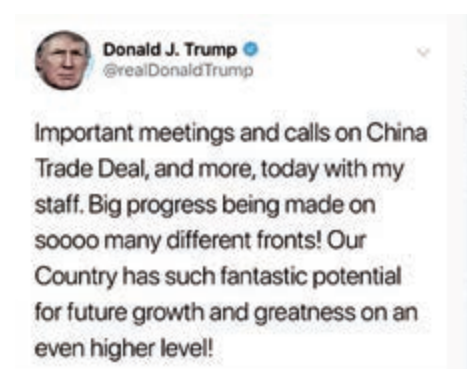 Donald J. Trump
@realDonaldTrump
Important meetings and calls on China
Trade Deal, and more, today with my
staff. Big progress being made on
soooo many different fronts! Our
Country has such fantastic potential
for future growth and greatness on an
even higher level!